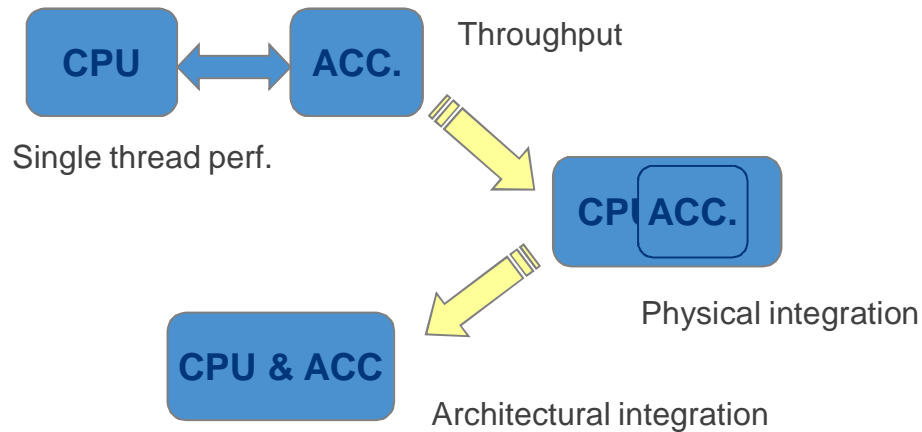 CPU
ACC.
Throughput
Single thread perf.
CPU
ACC.
Physical integration
CPU & ACC
Architectural integration